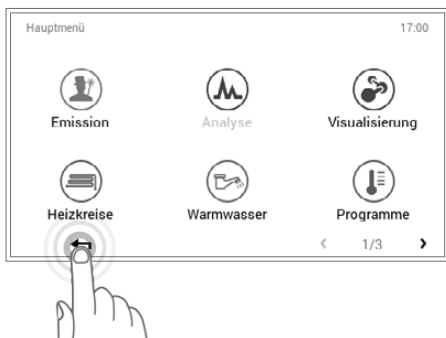 Hauptmenü 17:00
Emission Analyse Visualisierung
Heizkreise Warmwasser Programme
1/3